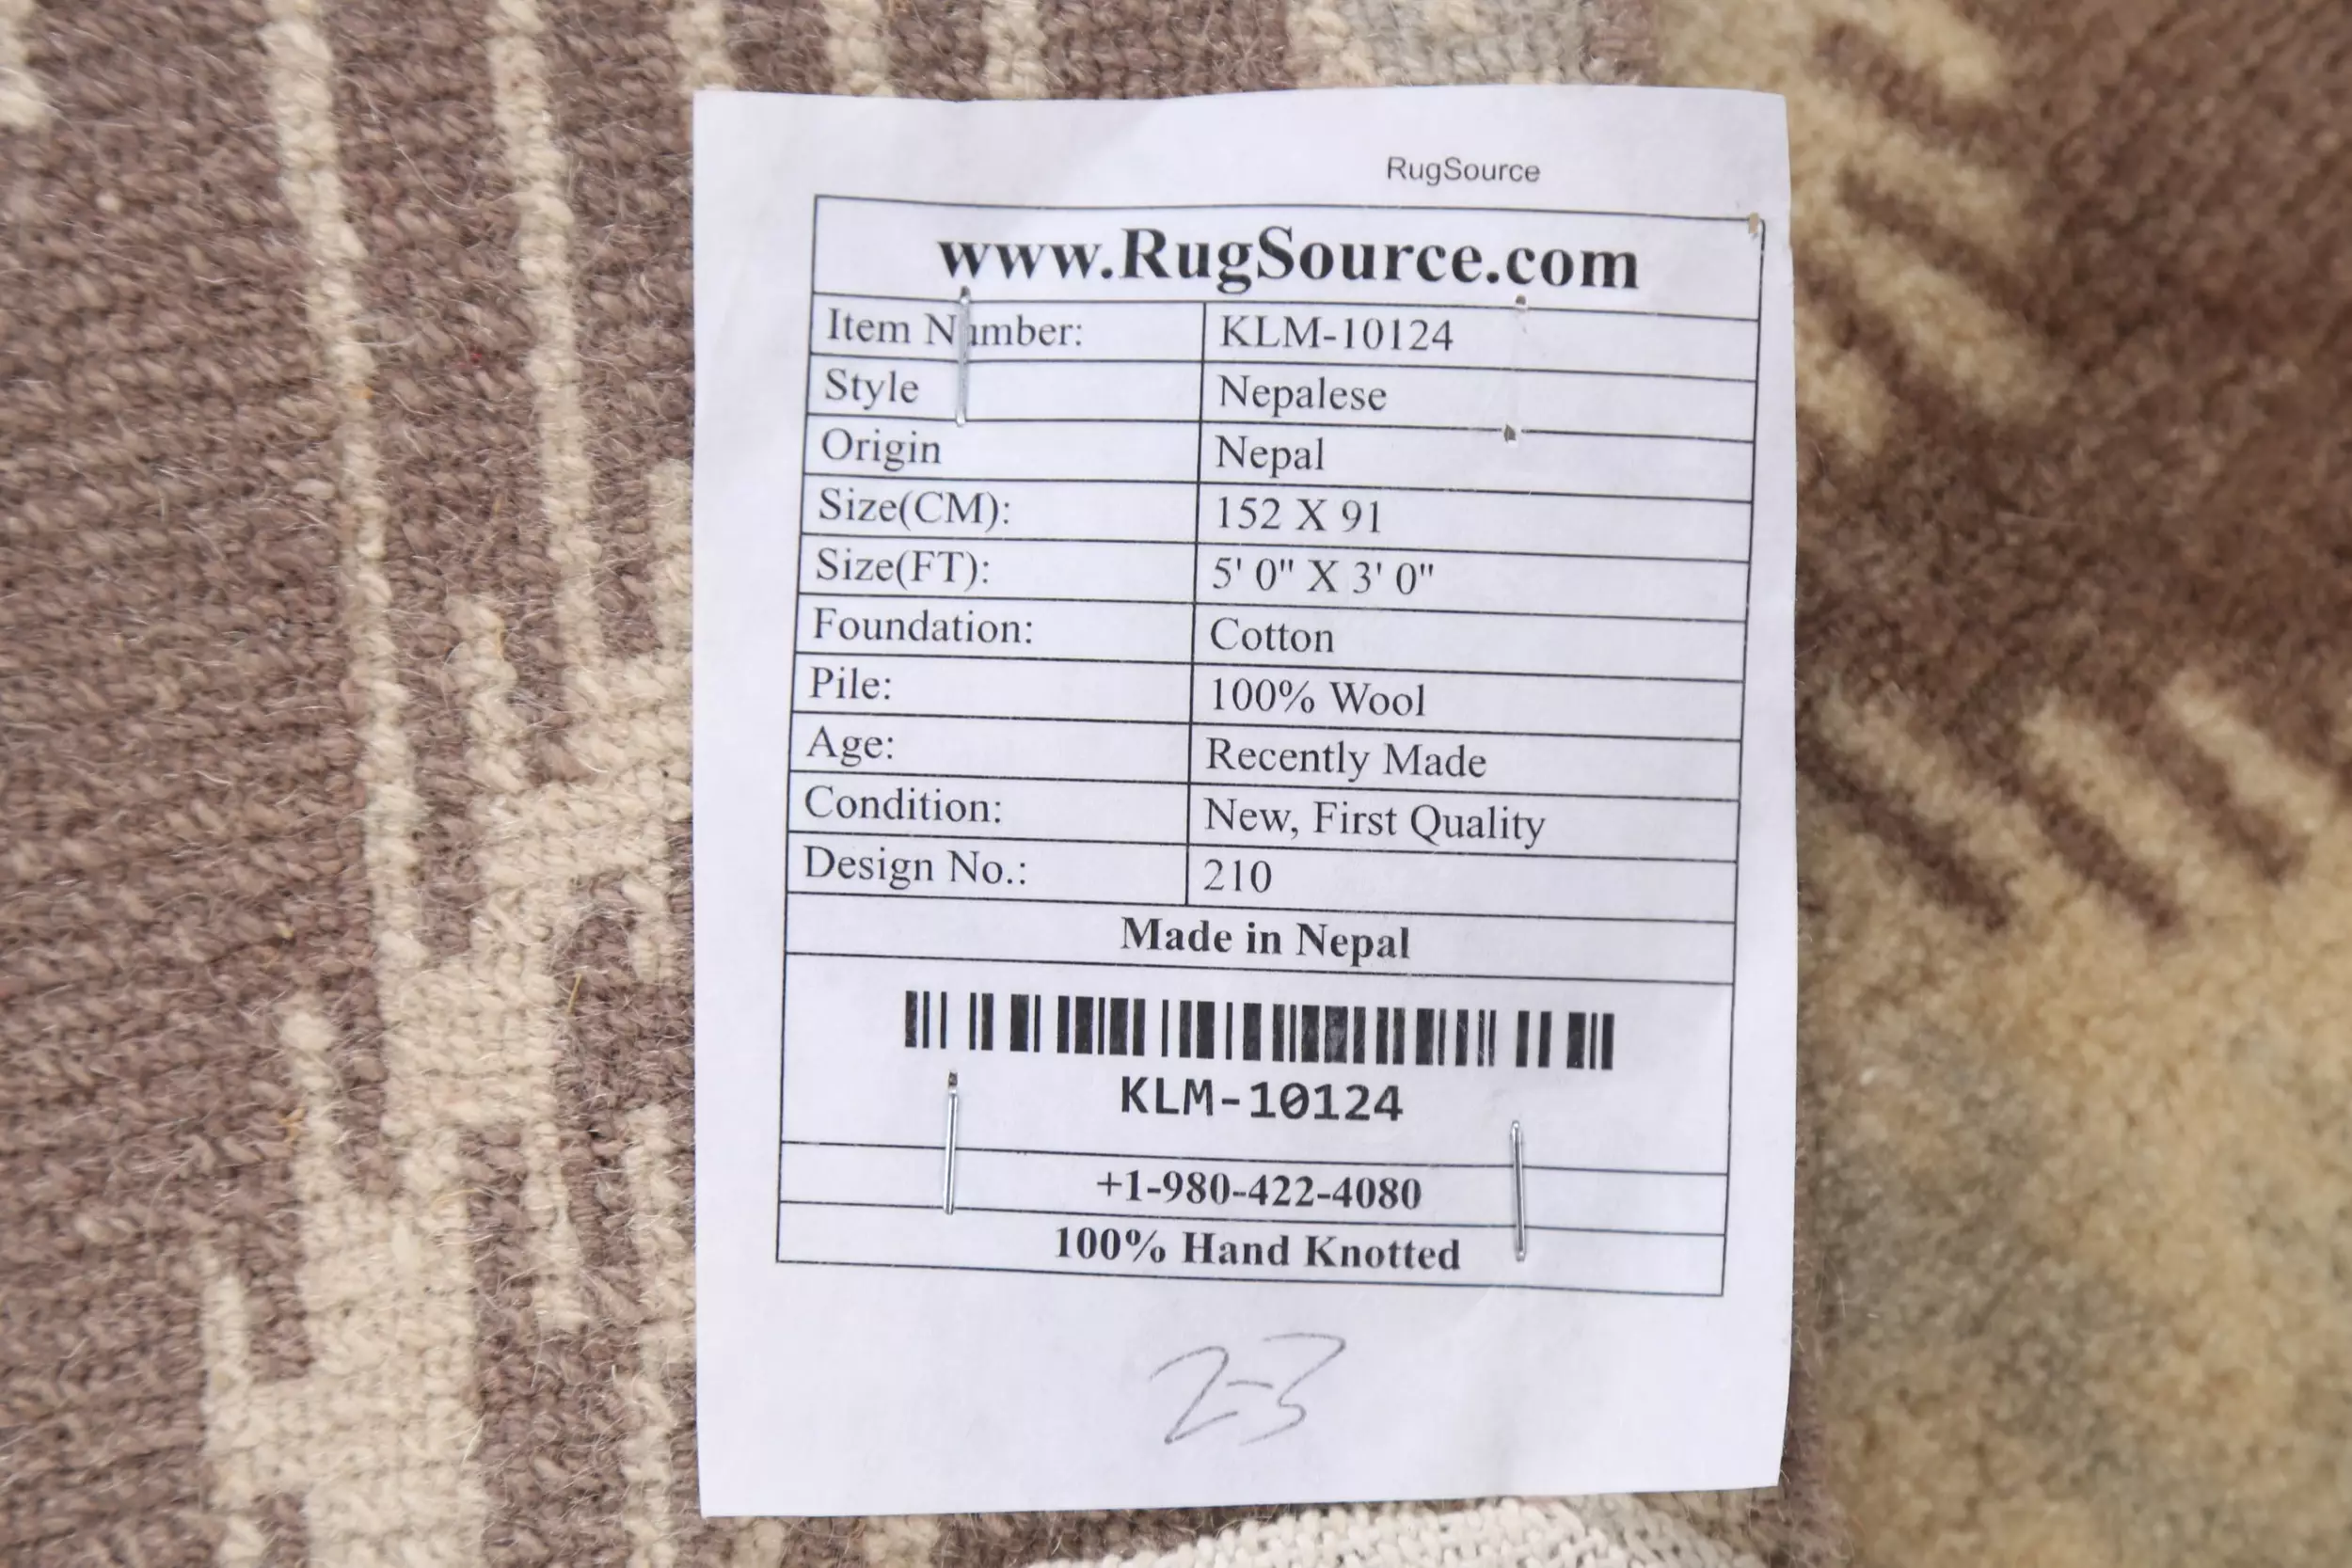 RugSource
www.RugSource.com
Item Number: KLM-10124
Style Nepalese
Origin Nepal
Size(CM): 152 X 91
Size(FT): 5' 0" X 3' 0"
Foundation: Cotton
Pile: 100% Wool
Age: Recently Made
Condition: New, First Quality
Design No.: 210
Made in Nepal
KLM-10124
+1-980-422-4080
100% Hand Knotted
2-3